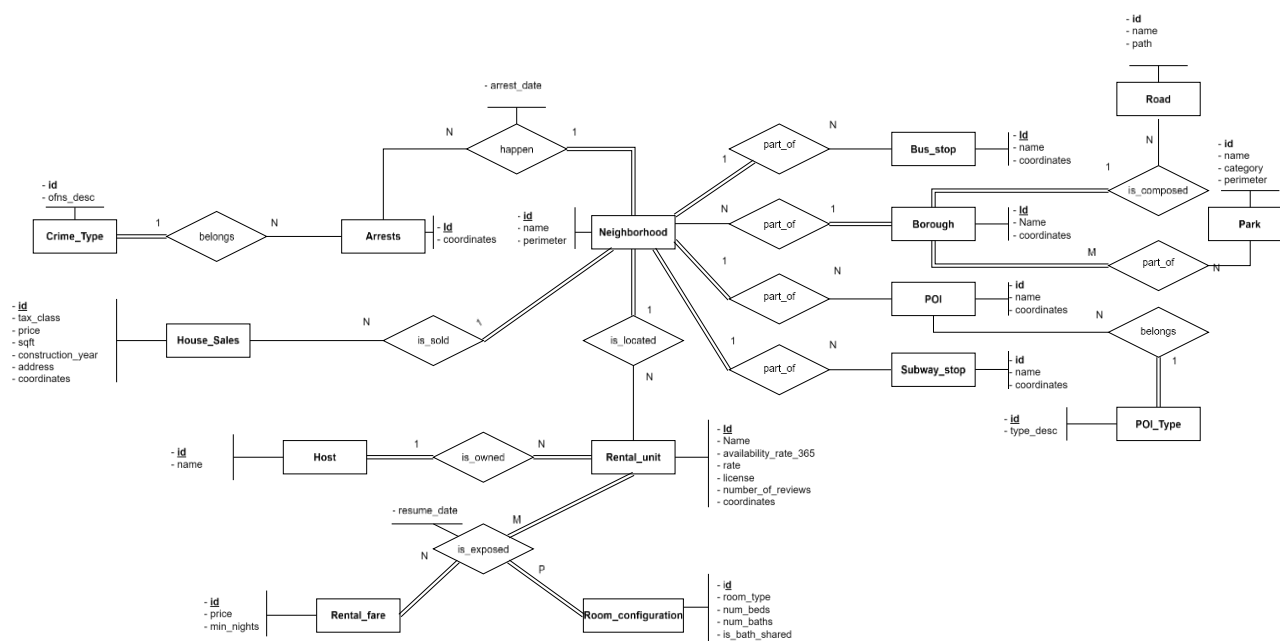 - id
- name
- path
Road
N
1
is_composed
- id
- name
- category
- perimeter
Park
- arrest_date
N
1
happen
part_of
N
1
Bus_stop
- Id
- name
- coordinates
- id
- ofns_desc
Crime_Type
1
belongs
N
Arrests
- Id
- coordinates
- id
- name
- perimeter
Neighborhood
N
part_of
1
Borough
- Id
- Name
- coordinates
M
part_of
N
1
part_of
N
POI
- id
- name
- coordinates
N
belongs
1
- id
- type_desc
POI_Type
- id
- tax_class
- price
- sqft
- construction_year
- address
- coordinates
House_Sales
N
is_sold
1
1
is_located
N
1
part_of
N
Subway_stop
- id
- name
- coordinates
- id
- name
Host
1
is_owned
N
Rental_unit
- Id
- Name
- availability_rate_365
- rate
- license
- number_of_reviews
- coordinates
- resume_date
M
N
is_exposed
P
- id
- price
- min_nights
Rental_fare
Room_configuration
- id
- room_type
- num_beds
- num_baths
- is_bath_shared